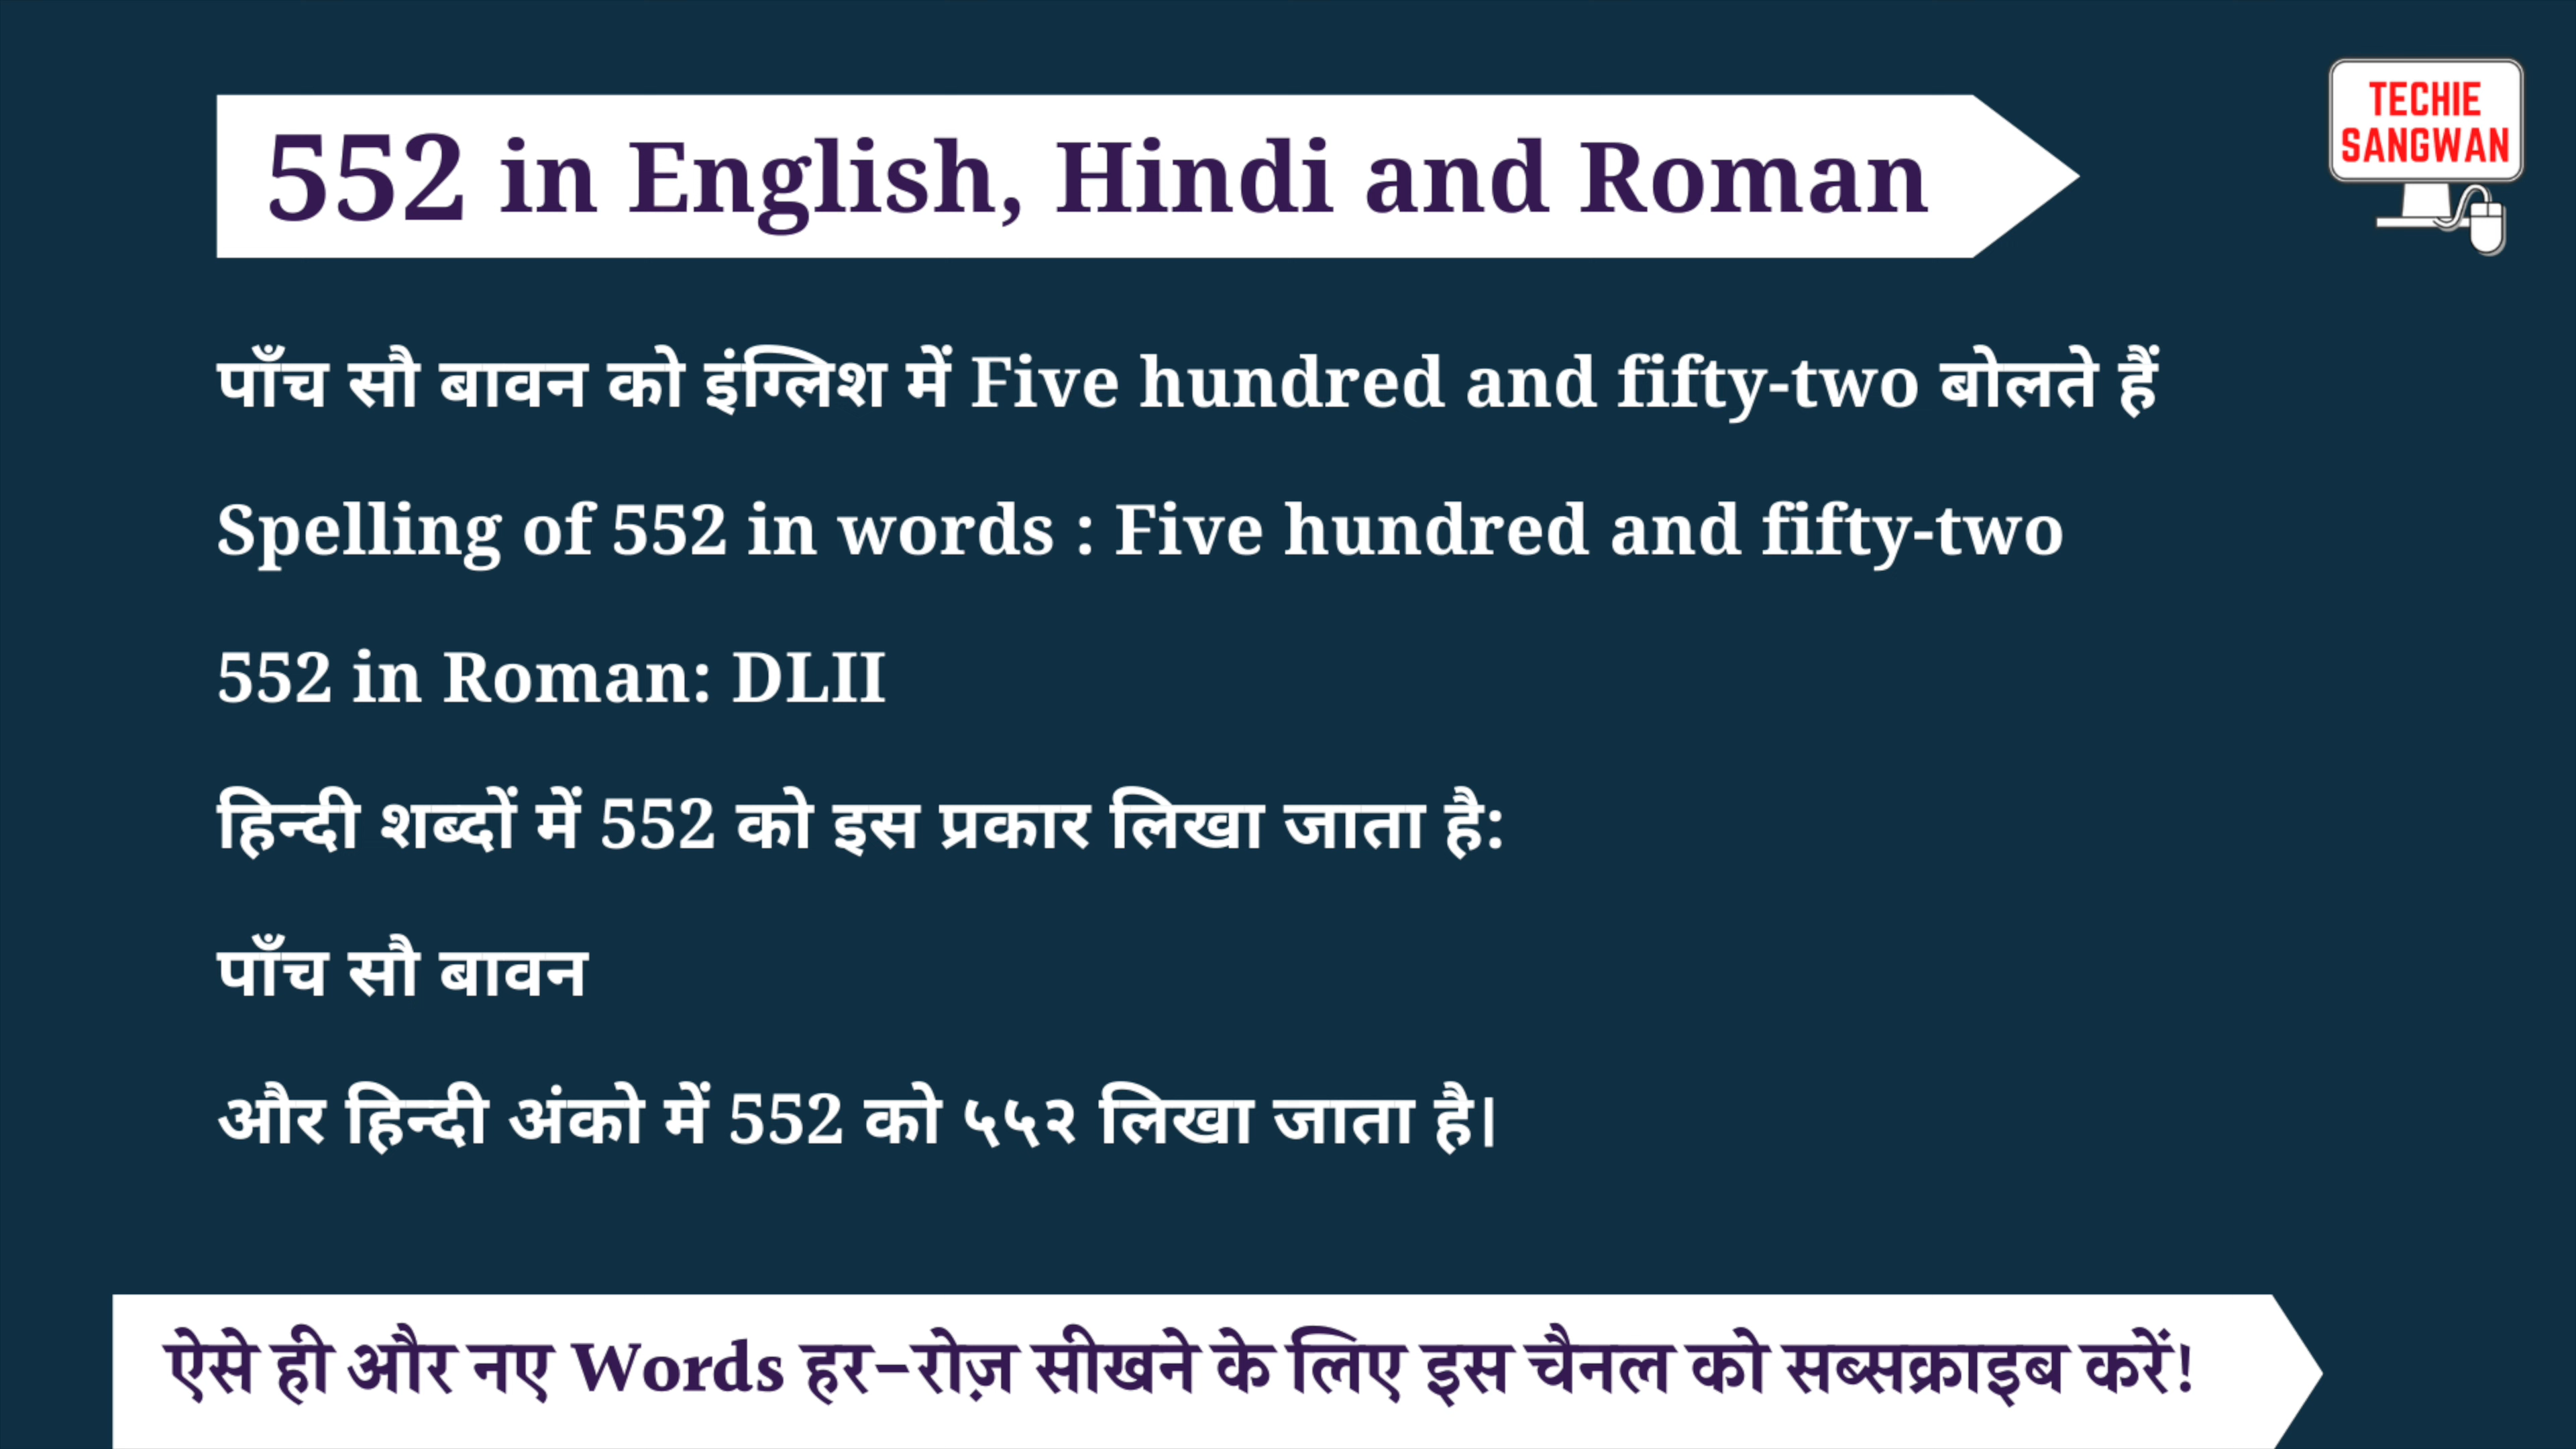 552 in English, Hindi and Roman
TECHIE
SANGWAN
पाँच सौ बावन को इंग्लिश में Five hundred and fifty-two बोलते हैं
Spelling of 552 in words : Five hundred and fifty-two
552 in Roman: DLII
हिन्दी शब्दों में 552 को इस प्रकार लिखा जाता है:
पाँच सौ बावन
और हिन्दी अंको में 552 को ५५२ लिखा जाता है।
ऐसे ही और नए Words हर-रोज़ सीखने के लिए इस चैनल को सब्सक्राइब करें!